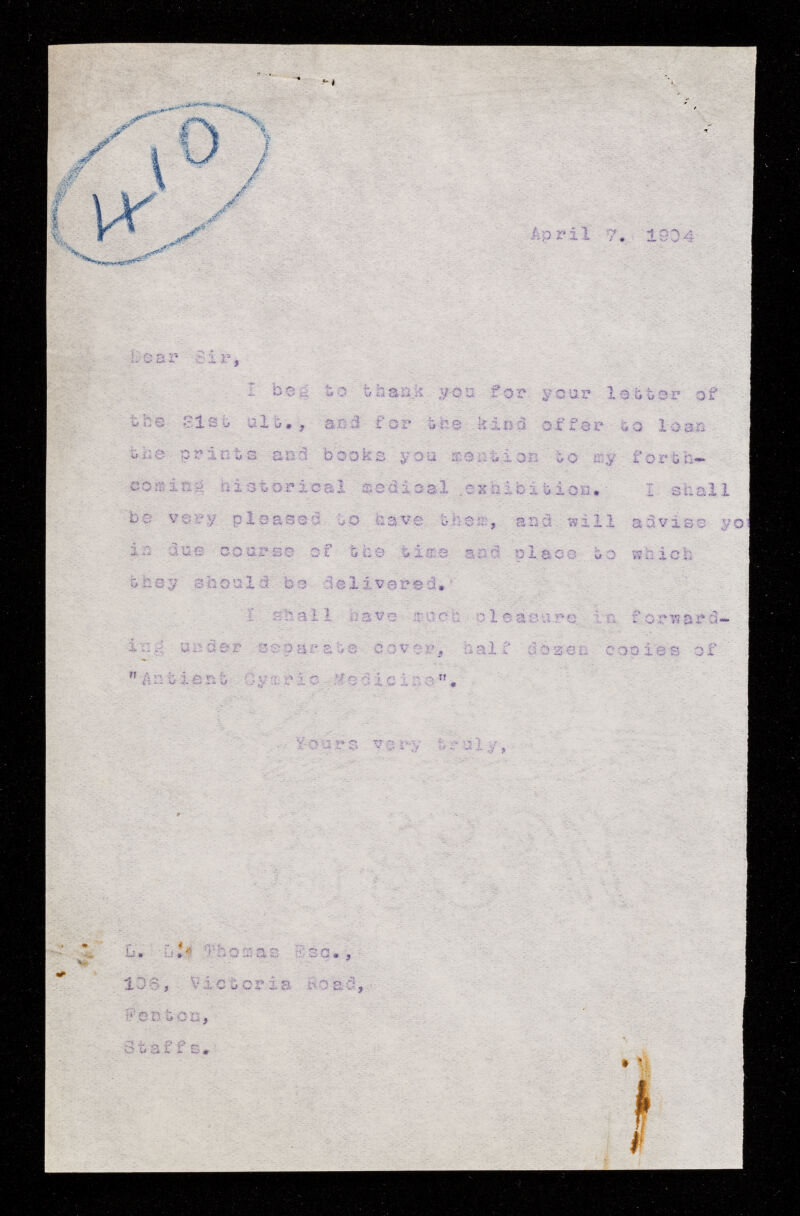 410
April 7. 1904
Dear Sir,
I beg to thank you for your letter of
the 31st ult., and for the kind offer to loan
the prints and books you mention to my forth-
coming historical medical exhibition. I shall
be very pleased to have them, and will advise you
in due course of the time and place to which
they should be delivered.
I shall have much pleasure in forward-
ing under separate cover, half dozen copies of
"Antient Cymric Medicine".
Yours very truly,
L. L. Thomas Esq.,
106, Victoria Road,
Fenton,
Staffs.